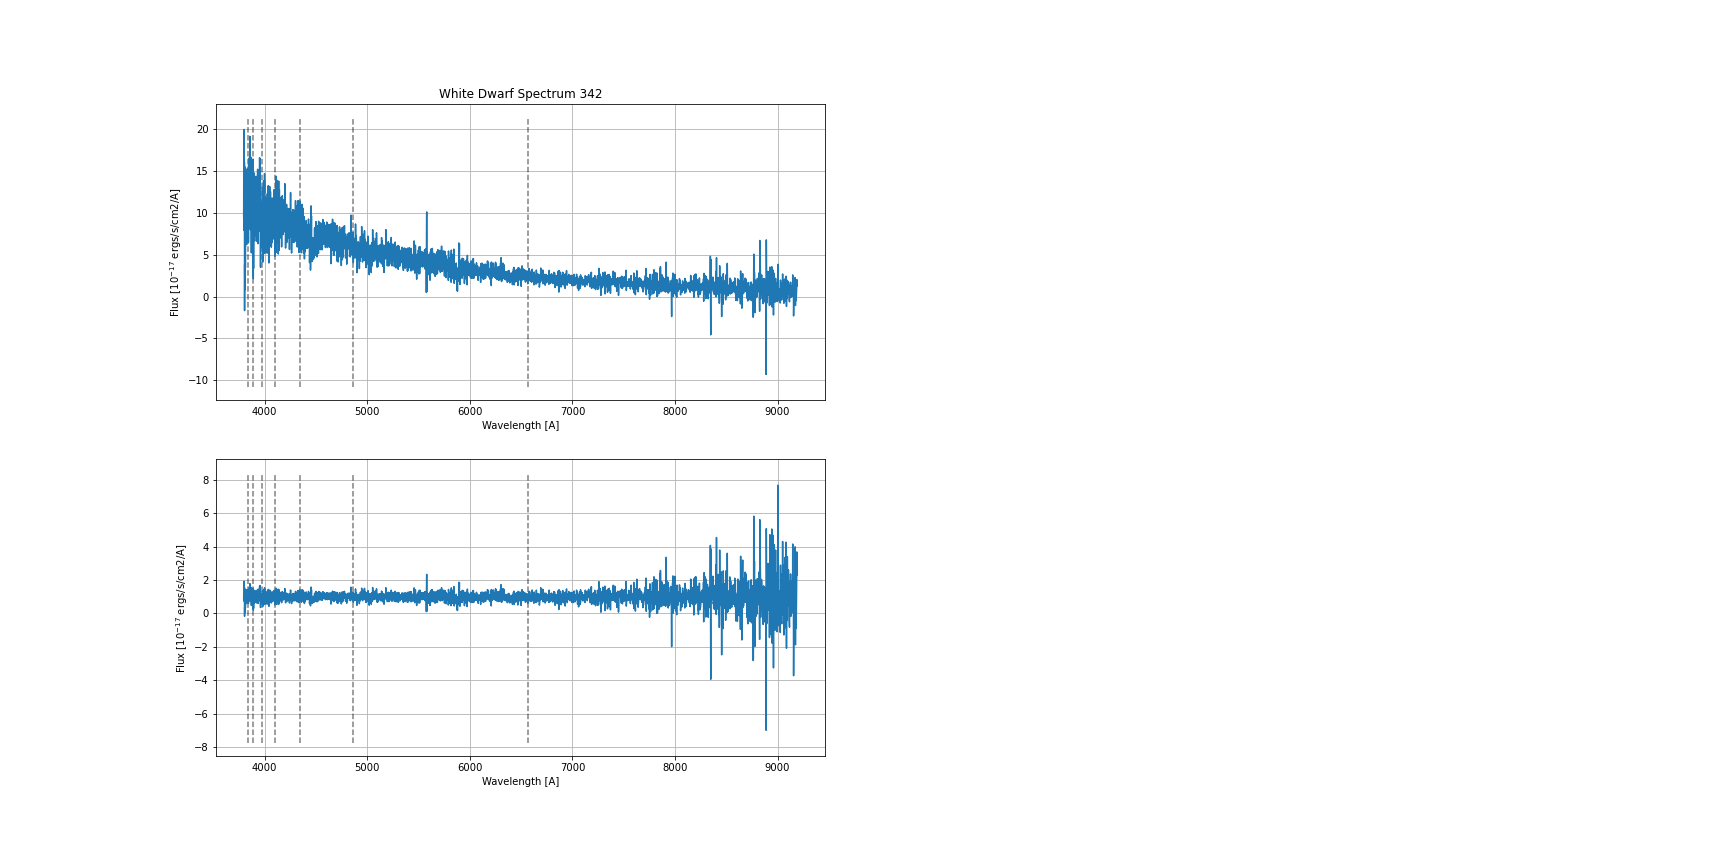 White Dwarf Spectrum 342
Flux [10⁻¹⁷ ergs/s/cm2/A]
20
15
10
5
0
−5
−10
4000 5000 6000 7000 8000 9000
Wavelength [A]
Flux [10⁻¹⁷ ergs/s/cm2/A]
8
6
4
2
0
−2
−4
−6
−8
4000 5000 6000 7000 8000 9000
Wavelength [A]